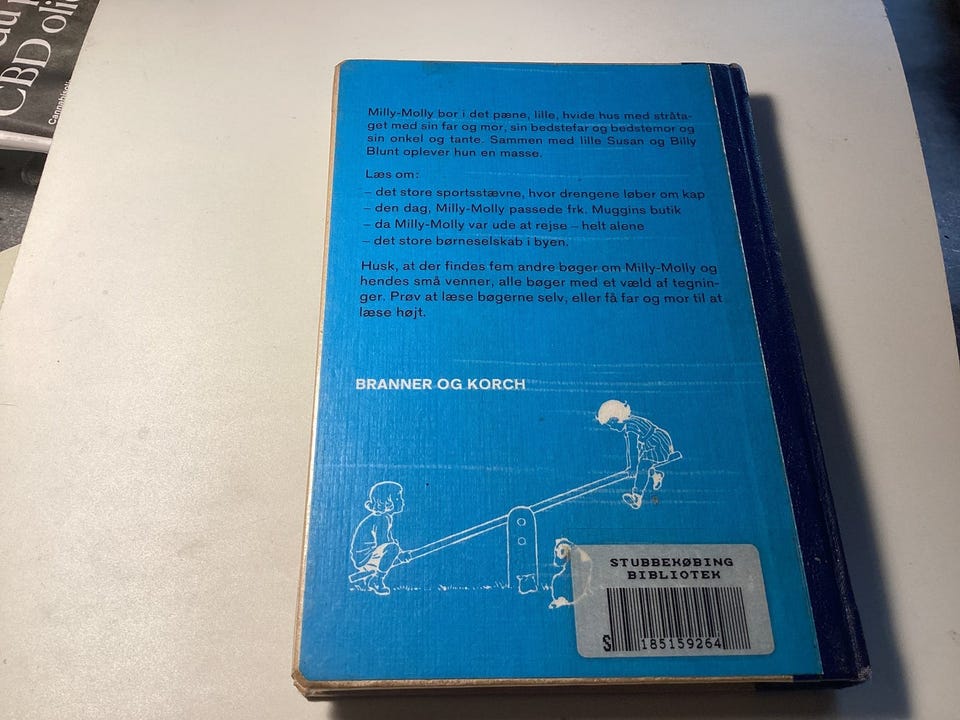 CBD oli
Milly-Molly bor i det pæne, lille, hvide hus med stråta-
get med sin far og mor, sin bedstefar og bedstemor og
sin onkel og tante. Sammen med lille Susan og Billy
Blunt oplever hun en masse.
Læs om:
– det store sportsstævne, hvor drengene løber om kap
– den dag, Milly-Molly passede frk. Muggins butik
– da Milly-Molly var ude at rejse – helt alene
– det store børneselskab i byen.
Husk, at der findes fem andre bøger om Milly-Molly og
hendes små venner, alle bøger med et væld af tegnin-
ger. Prøv at læse bøgerne selv, eller få far og mor til at
læse højt.
BRANNER OG KORCH
STUBBEKØBING
BIBLIOTEK
S 185159264